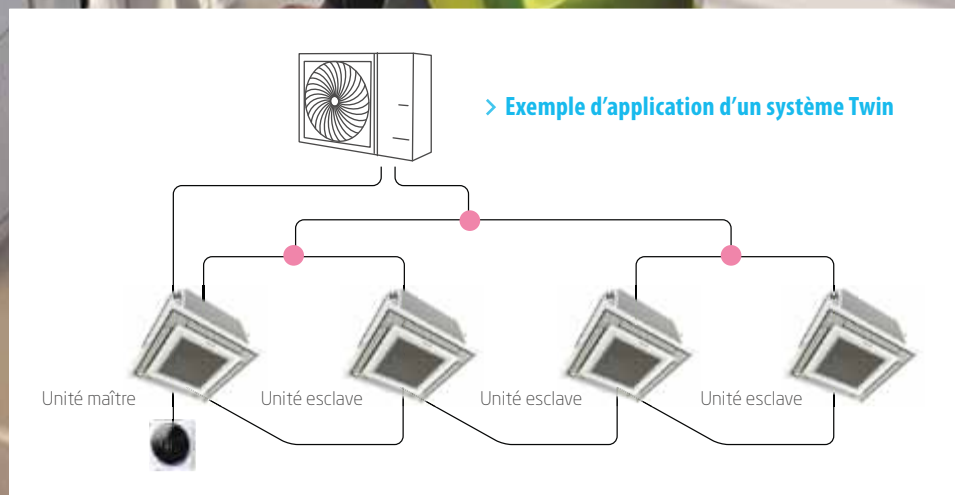 > Exemple d'application d'un système Twin
Unité maître
Unité esclave
Unité esclave
Unité esclave